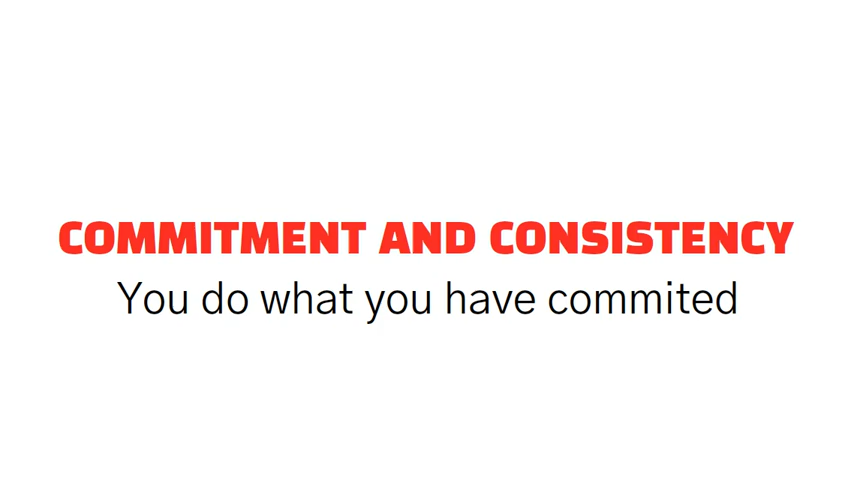 COMMITMENT AND CONSISTENCY
You do what you have commited